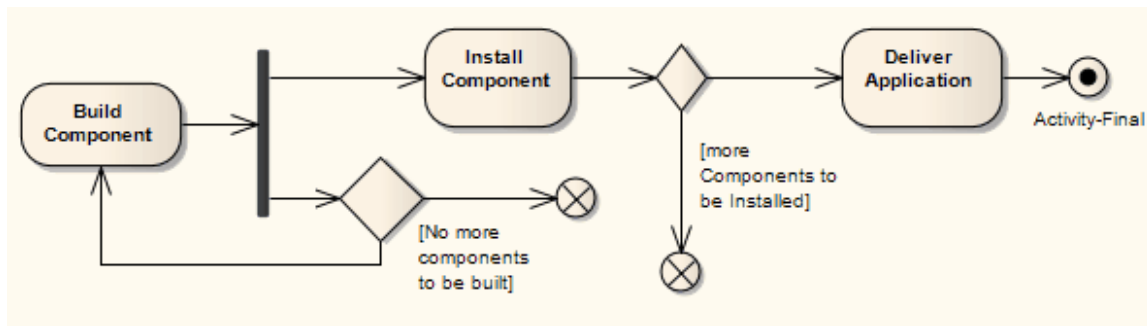 Build
Component
Install
Component
Deliver
Application
Activity-Final
[more
Components to
be Installed]
[No more
components
to be built]